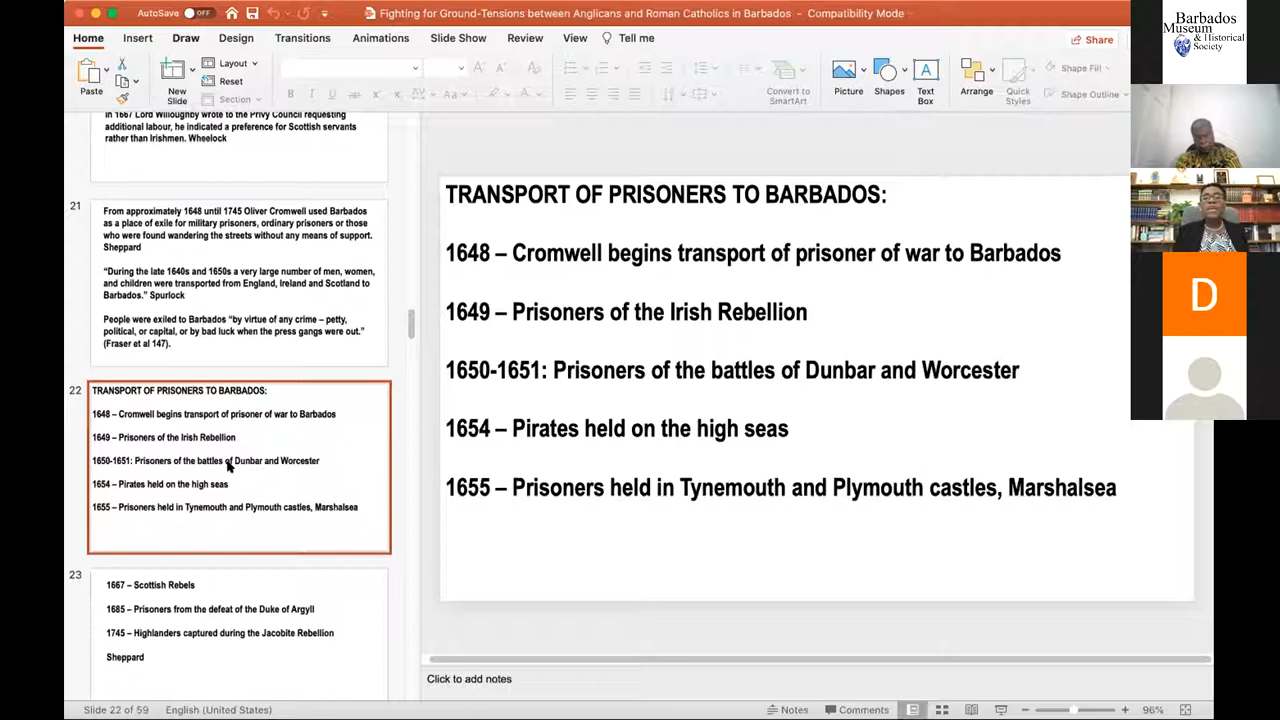 AutoSave OFF
Fighting for Ground-Tensions between Anglicans and Roman Catholics in Barbados - Compatibility Mode
Home Insert Draw Design Transitions Animations Slide Show Review View Tell me
Share
Paste
New Slide
Layout
Reset
Section
Convert to SmartArt
Picture
Shapes
Text Box
Arrange
Quick Styles
Shape Fill
Shape Outline
Barbados
Museum
& Historical
Society
D
In 1667 Lord Willoughby wrote to the Privy Council requesting
additional labour, he indicated a preference for Scottish servants
rather than Irishmen. Wheelock
21
From approximately 1648 until 1745 Oliver Cromwell used Barbados
as a place of exile for military prisoners, ordinary prisoners or those
who were found wandering the streets without any means of support.
Sheppard
“During the late 1640s and 1650s a very large number of men, women,
and children were transported from England, Ireland and Scotland to
Barbados.” Spurlock
People were exiled to Barbados “by virtue of any crime – petty,
political, or capital, or by bad luck when the press gangs were out.”
(Fraser et al 147).
22
TRANSPORT OF PRISONERS TO BARBADOS:
1648 – Cromwell begins transport of prisoner of war to Barbados
1649 – Prisoners of the Irish Rebellion
1650-1651: Prisoners of the battles of Dunbar and Worcester
1654 – Pirates held on the high seas
1655 – Prisoners held in Tynemouth and Plymouth castles, Marshalsea
23
1667 – Scottish Rebels
1685 – Prisoners from the defeat of the Duke of Argyll
1745 – Highlanders captured during the Jacobite Rebellion
Sheppard
TRANSPORT OF PRISONERS TO BARBADOS:
1648 – Cromwell begins transport of prisoner of war to Barbados
1649 – Prisoners of the Irish Rebellion
1650-1651: Prisoners of the battles of Dunbar and Worcester
1654 – Pirates held on the high seas
1655 – Prisoners held in Tynemouth and Plymouth castles, Marshalsea
Click to add notes
Slide 22 of 59 English (United States) Notes Comments 96%